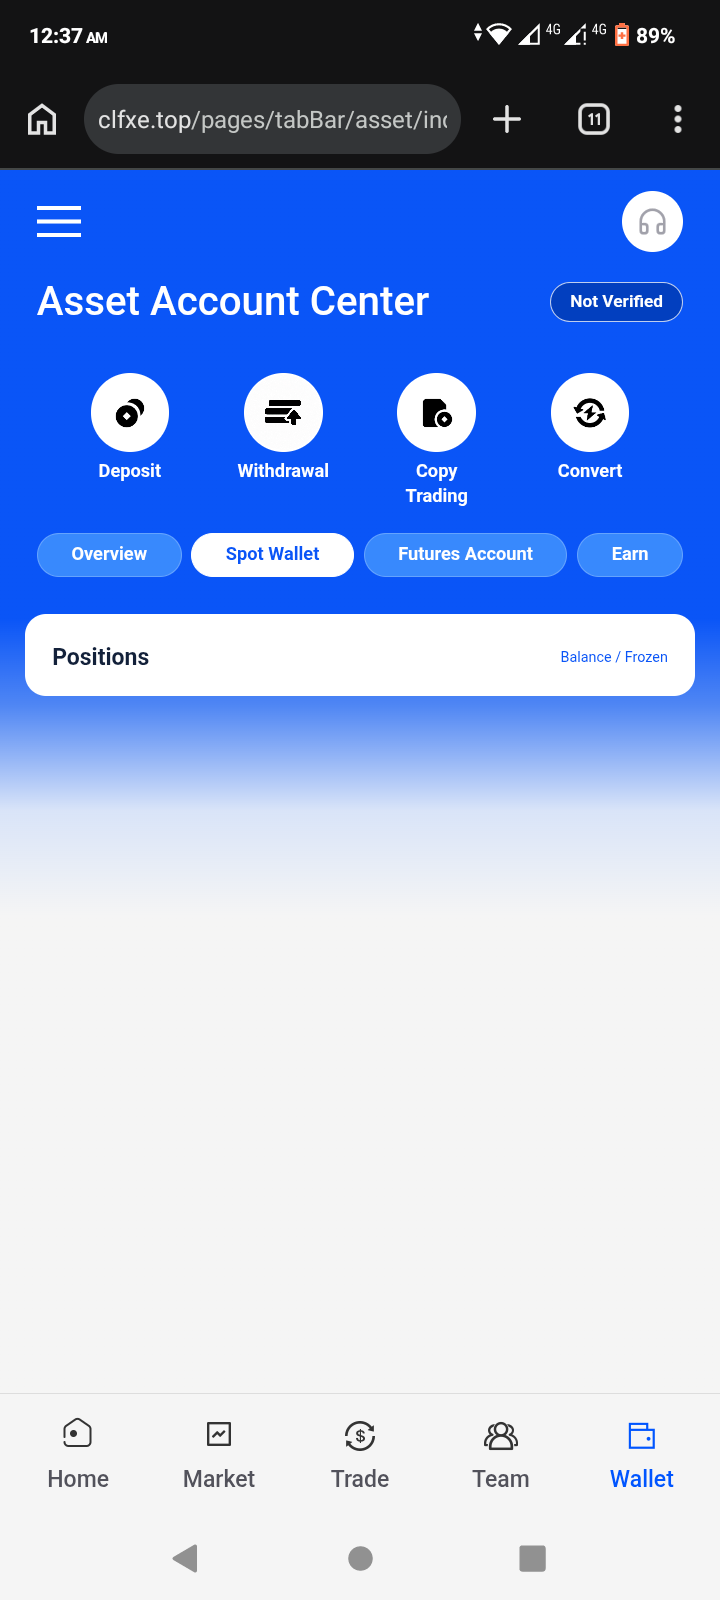 12:37 AM 4G 4G 89%
clfxe.top/pages/tabBar/asset/in
11
Asset Account Center
Not Verified
Deposit Withdrawal Copy Trading Convert
Overview Spot Wallet Futures Account Earn
Positions Balance / Frozen
Home Market Trade Team Wallet